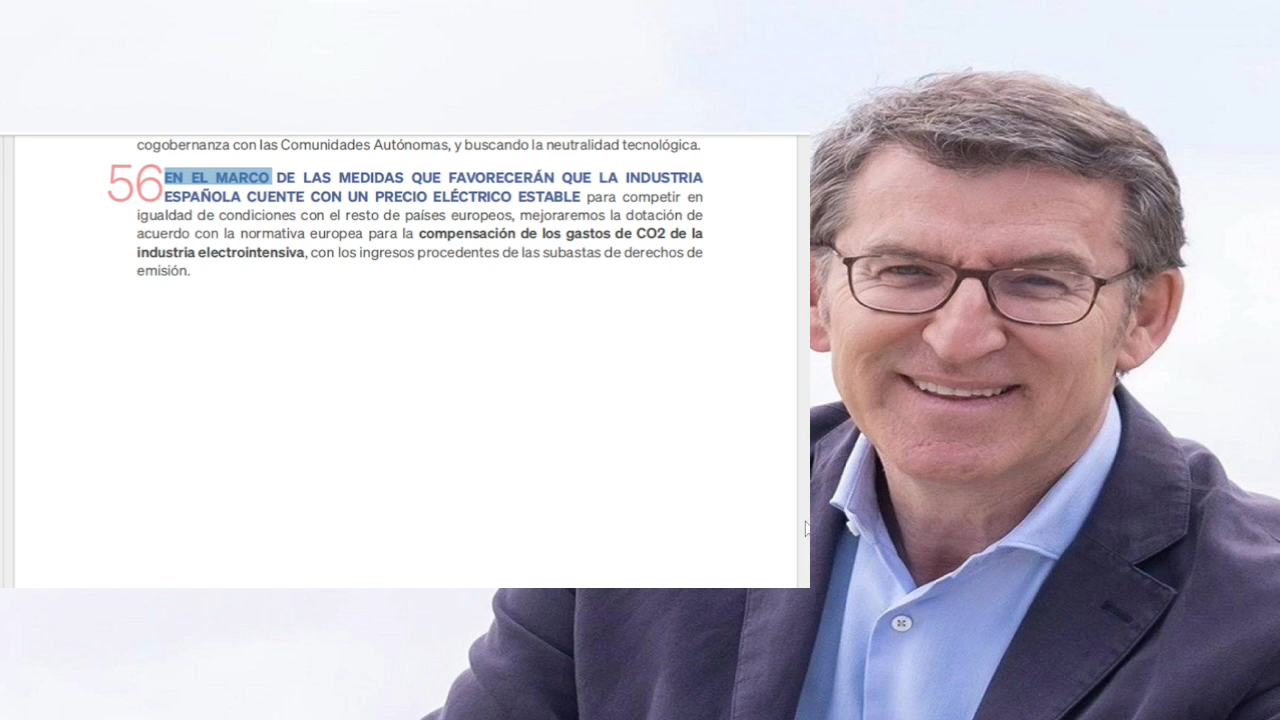 cogobernanza con las Comunidades Autónomas, y buscando la neutralidad tecnológica.
56 EN EL MARCO DE LAS MEDIDAS QUE FAVORECERÁN QUE LA INDUSTRIA
ESPAÑOLA CUENTE CON UN PRECIO ELÉCTRICO ESTABLE para competir en
igualdad de condiciones con el resto de países europeos, mejoraremos la dotación de
acuerdo con la normativa europea para la compensación de los gastos de CO2 de la
industria electrointensiva, con los ingresos procedentes de las subastas de derechos de
emisión.